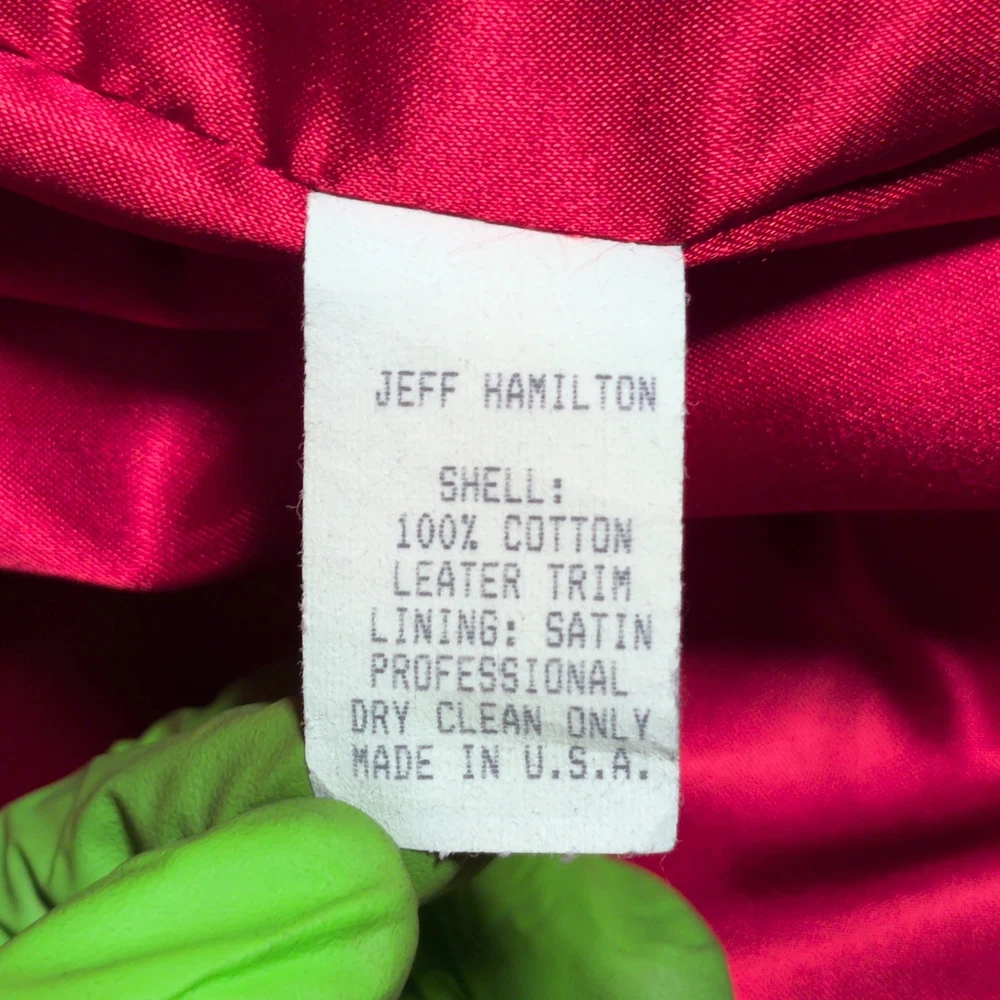 JEFF HAMILTON
SHELL:
100% COTTON
LEATER TRIM
LINING: SATIN
PROFESSIONAL
DRY CLEAN ONLY
MADE IN U.S.A.